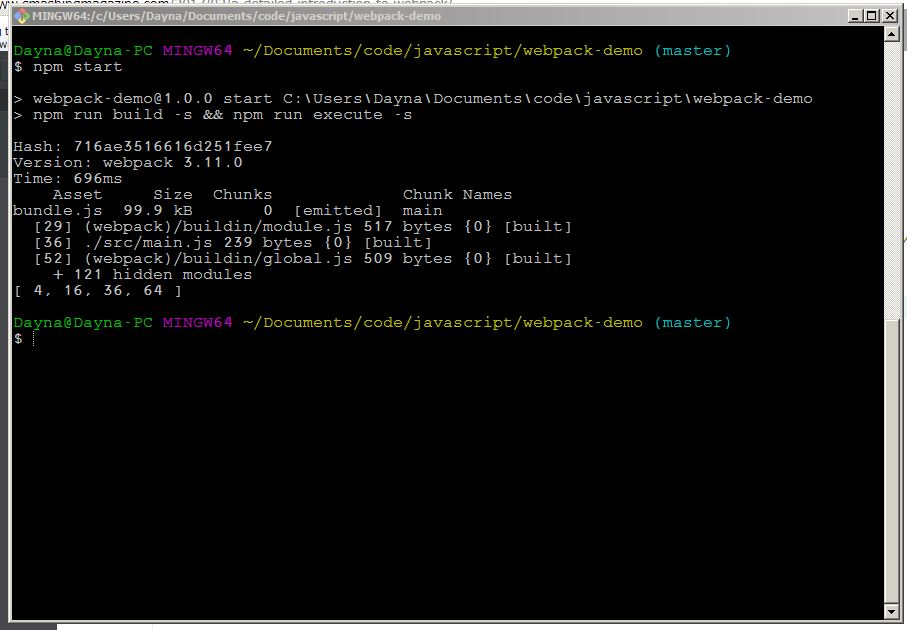 MINGW64:/c/Users/Dayna/Documents/code/javascript/webpack-demo
Dayna@Dayna-PC MINGW64 ~/Documents/code/javascript/webpack-demo (master)
$ npm start
> webpack-demo@1.0.0 start C:\Users\Dayna\Documents\code\javascript\webpack-demo
> npm run build -s && npm run execute -s
Hash: 716ae3516616d251fee7
Version: webpack 3.11.0
Time: 696ms
Asset Size Chunks Chunk Names
bundle.js 99.9 kB 0 [emitted] main
[29] (webpack)/buildin/module.js 517 bytes {0} [built]
[36] ./src/main.js 239 bytes {0} [built]
[52] (webpack)/buildin/global.js 509 bytes {0} [built]
+ 121 hidden modules
[ 4, 16, 36, 64 ]
Dayna@Dayna-PC MINGW64 ~/Documents/code/javascript/webpack-demo (master)
$